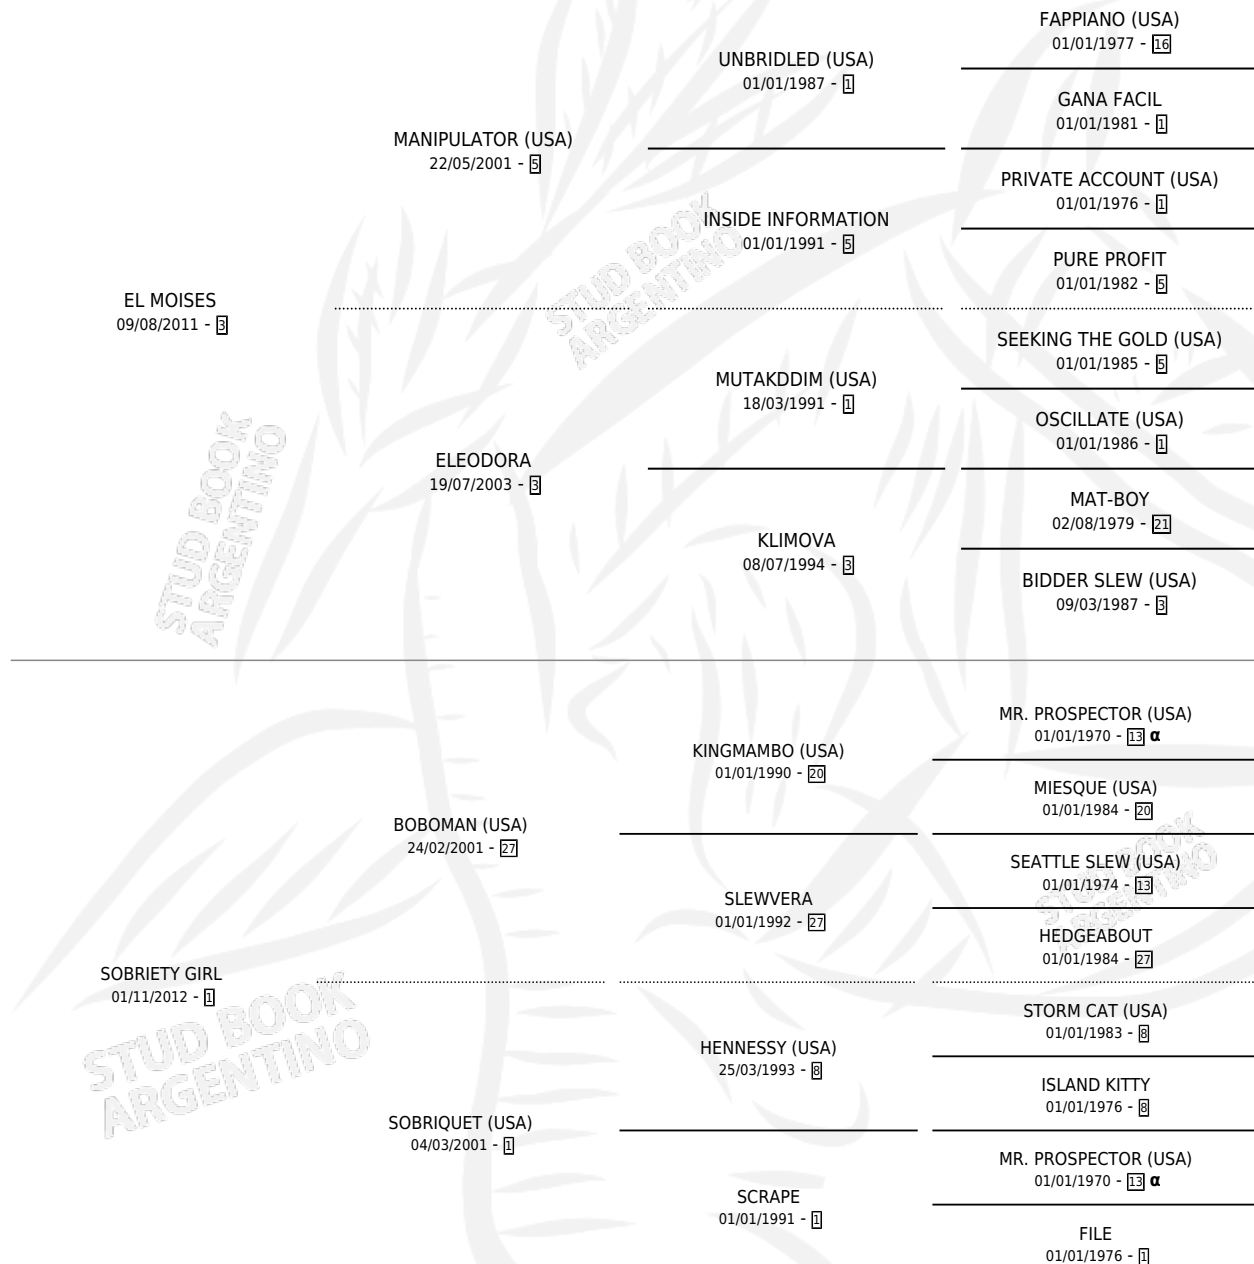 FAPPIANO (USA)
01/01/1977 - 16
UNBRIDLED (USA)
01/01/1987 - 1
GANA FACIL
01/01/1981 - 1
MANIPULATOR (USA)
22/05/2001 - 5
PRIVATE ACCOUNT (USA)
01/01/1976 - 1
INSIDE INFORMATION
01/01/1991 - 5
PURE PROFIT
01/01/1982 - 5
EL MOISES
09/08/2011 - 3
STUD BOOK
ARGENTINO
SEEKING THE GOLD (USA)
01/01/1985 - 5
MUTAKDDIM (USA)
18/03/1991 - 1
OSCILLATE (USA)
01/01/1986 - 1
ELEODORA
19/07/2003 - 3
MAT-BOY
02/08/1979 - 21
KLIMOVA
08/07/1994 - 3
BIDDER SLEW (USA)
09/03/1987 - 3
STUD BOOK
ARGENTINO
MR. PROSPECTOR (USA)
01/01/1970 - 13 α
KINGMAMBO (USA)
01/01/1990 - 20
MIESQUE (USA)
01/01/1984 - 20
BOBOMAN (USA)
24/02/2001 - 27
SEATTLE SLEW (USA)
01/01/1974 - 13
STUD BOOK
ARGENTINO
SLEWVERA
01/01/1992 - 27
HEDGEABOUT
01/01/1984 - 27
SOBRIETY GIRL
01/11/2012 - 1
STUD BOOK
ARGENTINO
STORM CAT (USA)
01/01/1983 - 8
HENNESSY (USA)
25/03/1993 - 8
ISLAND KITTY
01/01/1976 - 8
SOBRIQUET (USA)
04/03/2001 - 1
MR. PROSPECTOR (USA)
01/01/1970 - 13 α
SCRAPE
01/01/1991 - 1
FILE
01/01/1976 - 1